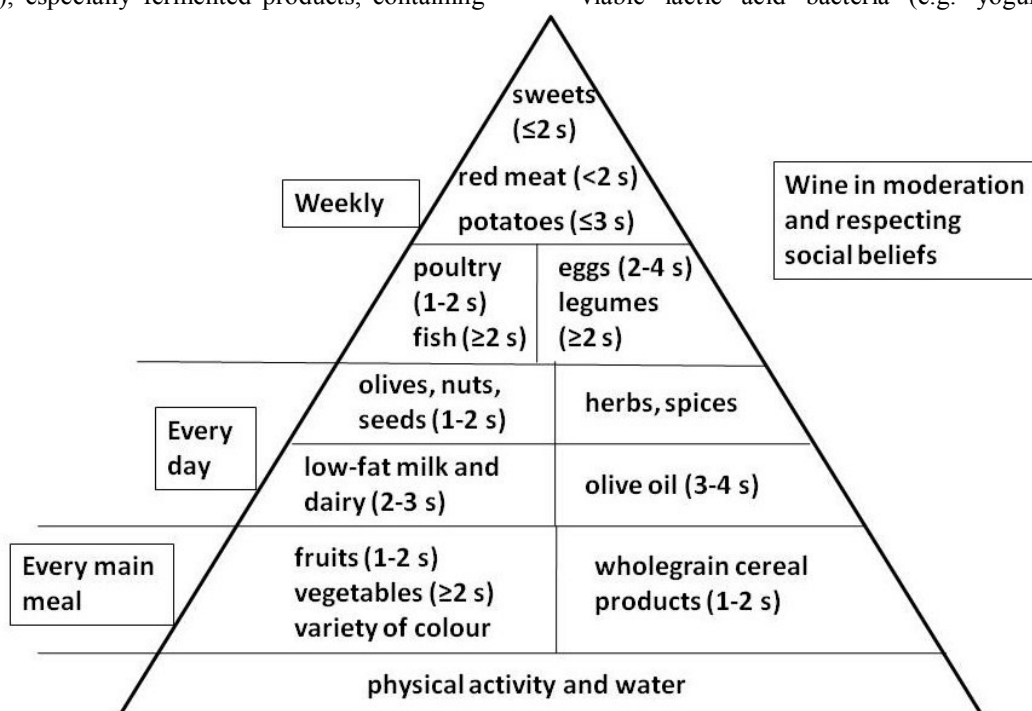 especially fermented products, containing
viable lactic acid bacteria (e.g.
sweets
(≤2 s)
red meat (<2 s)
potatoes (≤3 s)
Weekly
Wine in moderation
and respecting
social beliefs
poultry
(1-2 s)
fish (≥2 s)
eggs (2-4 s)
legumes
(≥2 s)
Every
day
olives, nuts,
seeds (1-2 s)
herbs, spices
low-fat milk and
dairy (2-3 s)
olive oil (3-4 s)
Every main
meal
fruits (1-2 s)
vegetables (≥2 s)
variety of colour
wholegrain cereal
products (1-2 s)
physical activity and water